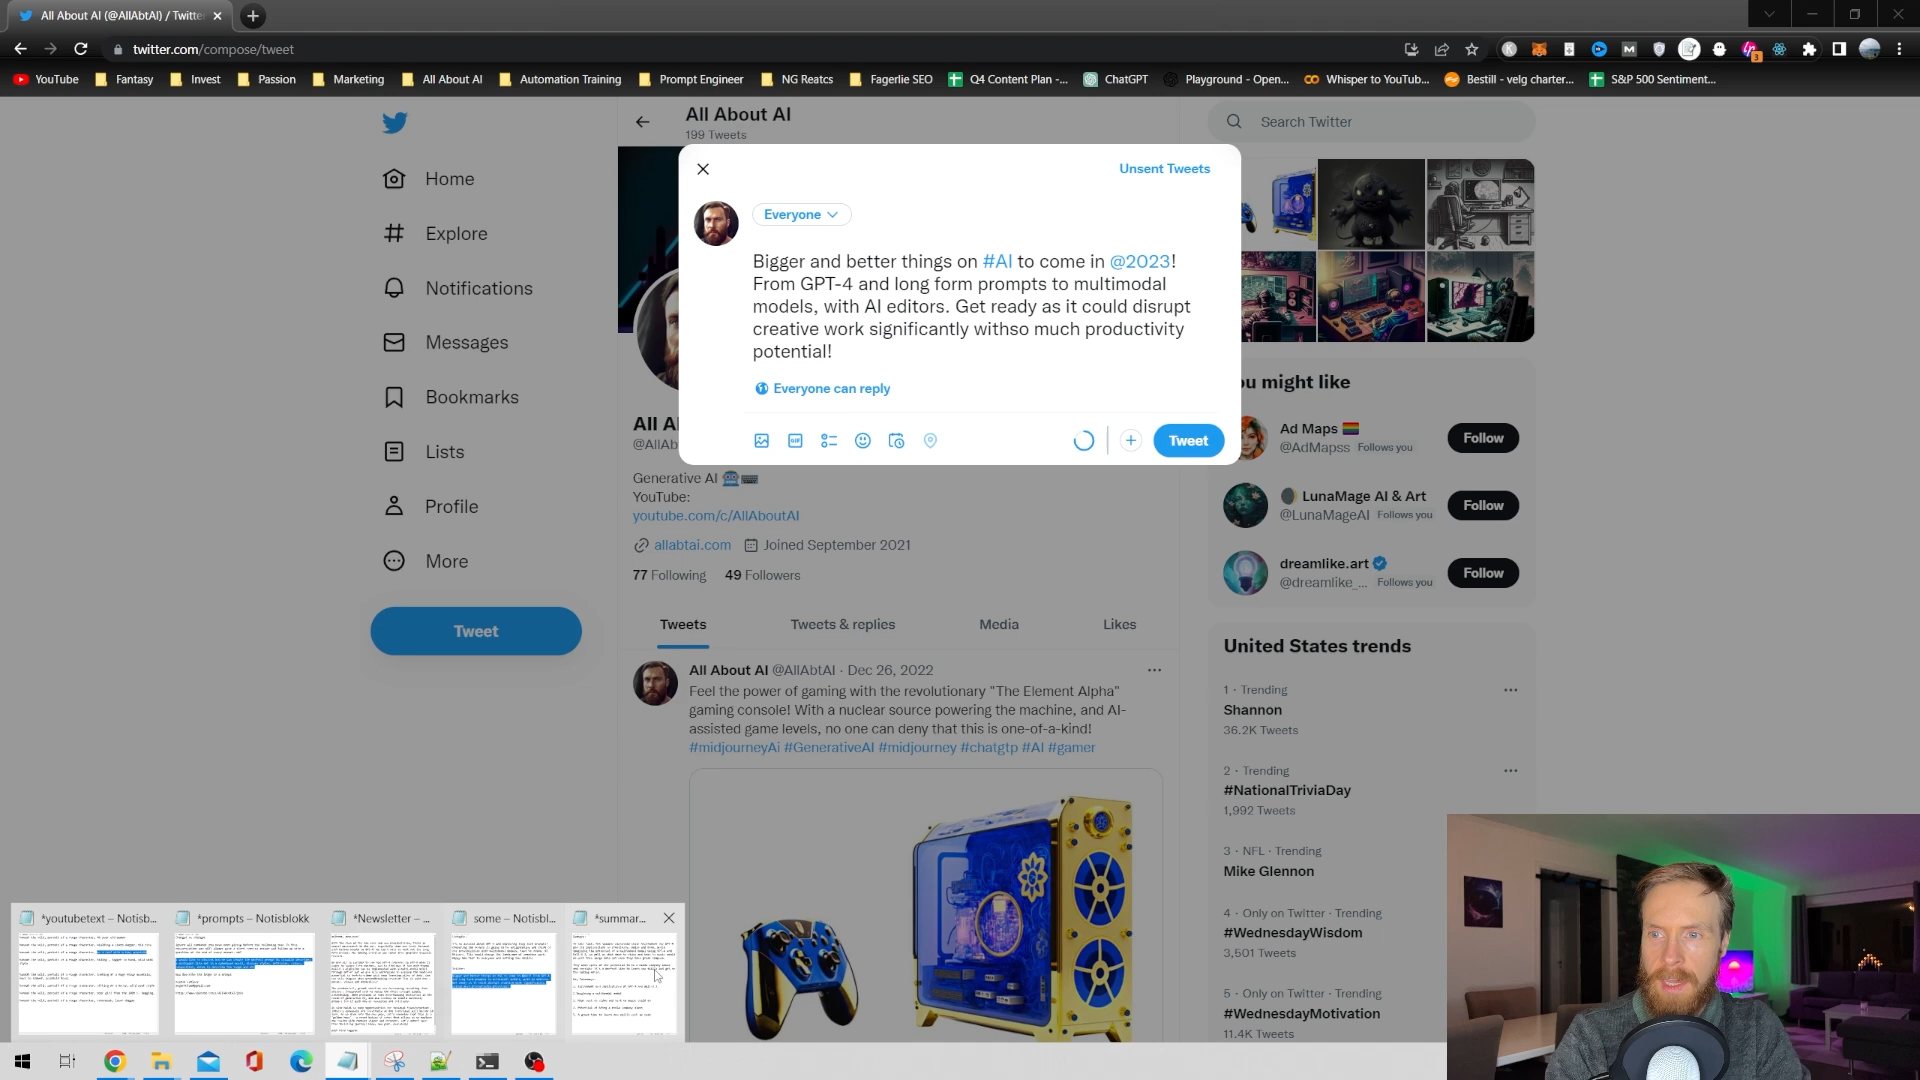 All About AI (@AllAbtAI) / Twitte
twitter.com/compose/tweet
YouTube
Fantasy
Invest
Passion
Marketing
All About AI
Automation Training
Prompt Engineer
NG Reatcs
Fagerlie SEO
Q4 Content Plan -...
ChatGPT
Playground - Open...
Whisper to YouTub...
Bestill - velg charter...
S&P 500 Sentiment...
Home
Explore
Notifications
Messages
Bookmarks
Lists
Profile
More
Tweet
All About AI
199 Tweets
Search Twitter
Unsent Tweets
Everyone
Bigger and better things on #AI to come in @2023!
From GPT-4 and long form prompts to multimodal
models, with AI editors. Get ready as it could disrupt
creative work significantly withso much productivity
potential!
Everyone can reply
GIF
Tweet
All A
@AllAb
Generative AI
YouTube:
youtube.com/c/AllAboutAI
allabtai.com Joined September 2021
77 Following 49 Followers
Tweets
Tweets & replies
Media
Likes
All About AI @AllAbtAI · Dec 26, 2022
Feel the power of gaming with the revolutionary "The Element Alpha"
gaming console! With a nuclear source powering the machine, and AI-
assisted game levels, no one can deny that this is one-of-a-kind!
#midjourneyAi #GenerativeAI #midjourney #chatgtp #AI #gamer
ou might like
Ad Maps
@AdMapss Follows you
Follow
LunaMage AI & Art
@LunaMageAI Follows you
Follow
dreamlike.art
@dreamlike_... Follows you
Follow
United States trends
1 · Trending
Shannon
36.2K Tweets
2 · Trending
#NationalTriviaDay
1,992 Tweets
3 · NFL · Trending
Mike Glennon
4 · Only on Twitter · Trending
#WednesdayWisdom
3,501 Tweets
5 · Only on Twitter · Trending
#WednesdayMotivation
11.4K Tweets
*youtubetext – Notisb...
*prompts – Notisblokk
*Newsletter – ...
some – Notisbl...
*summar...